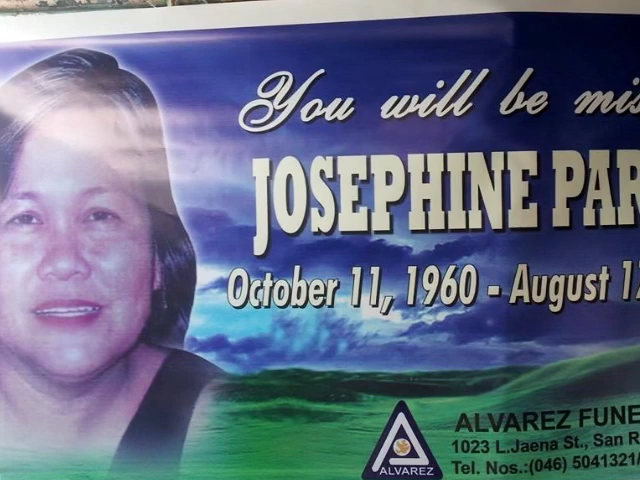 You will be mis
JOSEPHINE PAR
October 11, 1960 - August 17
ALVAREZ FUNE
1023 L.Jaena St., San R
Tel. Nos.:(046) 5041321/
ALVAREZ